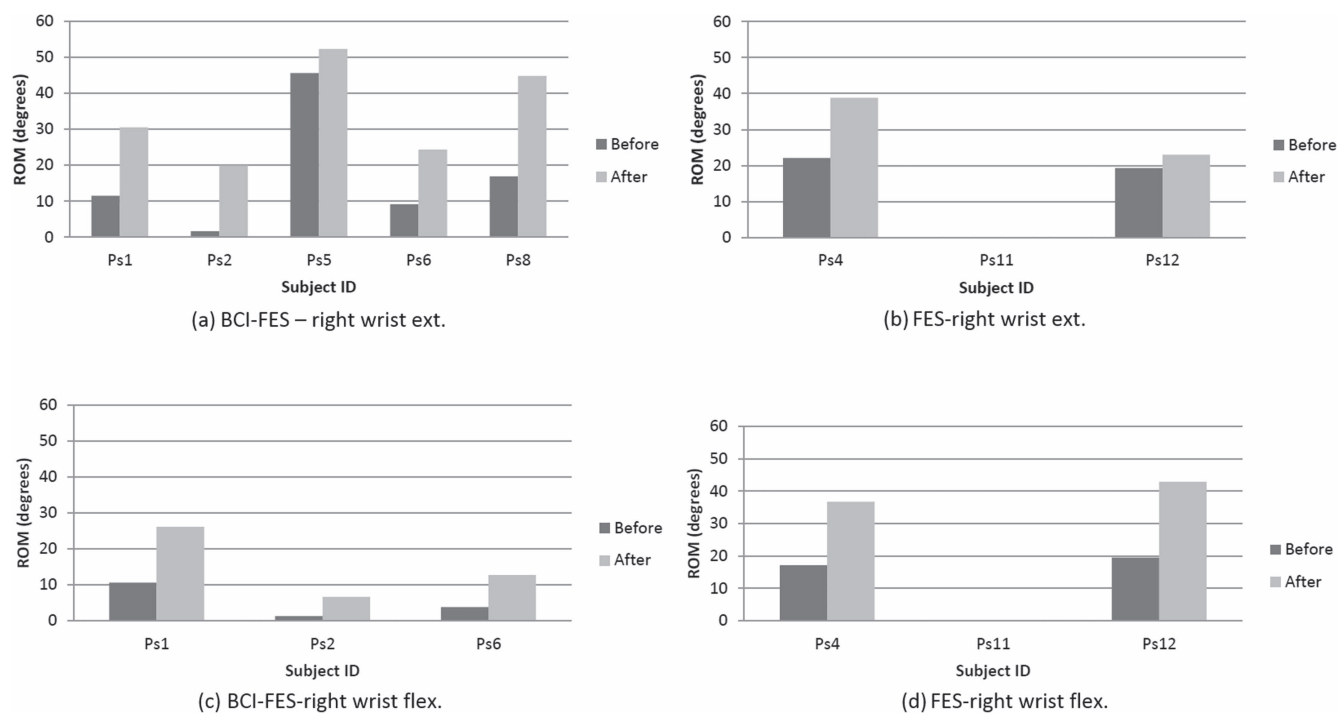 60
50
40
30
20
10
0
ROM (degrees)
Ps1 Ps2 Ps5 Ps6 Ps8
Subject ID
Before
After
(a) BCI-FES – right wrist ext.
60
50
40
30
20
10
0
ROM (degrees)
Ps4 Ps11 Ps12
Subject ID
Before
After
(b) FES-right wrist ext.
60
50
40
30
20
10
0
ROM (degrees)
Ps1 Ps2 Ps6
Subject ID
Before
After
(c) BCI-FES-right wrist flex.
60
50
40
30
20
10
0
ROM (degrees)
Ps4 Ps11 Ps12
Subject ID
Before
After
(d) FES-right wrist flex.